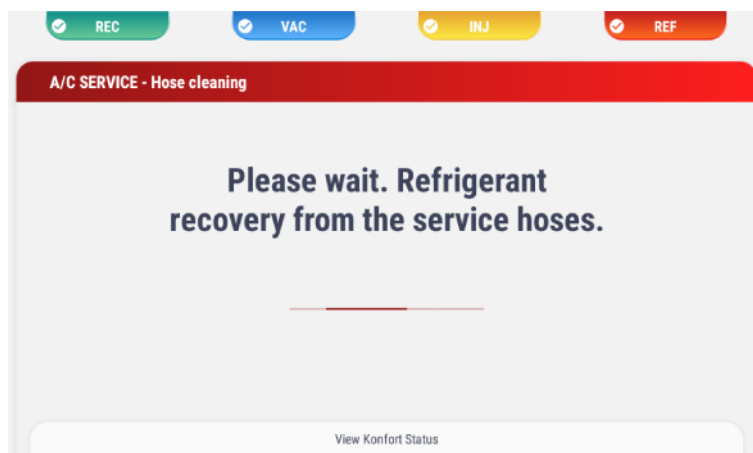 REC VAC INJ REF
A/C SERVICE - Hose cleaning
Please wait. Refrigerant
recovery from the service hoses.
View Konfort Status